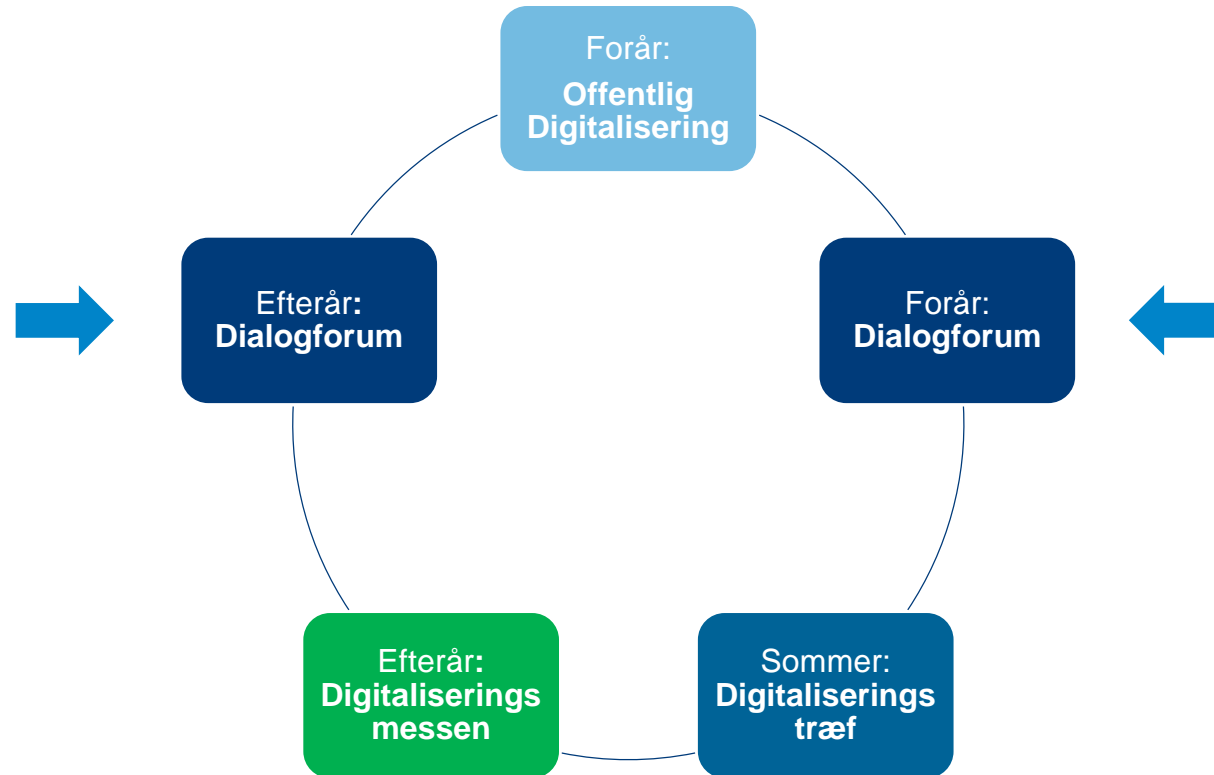 Forår:
Offentlig
Digitalisering
Efterår:
Dialogforum
Forår:
Dialogforum
Efterår:
Digitaliserings
messen
Sommer:
Digitaliserings
træf